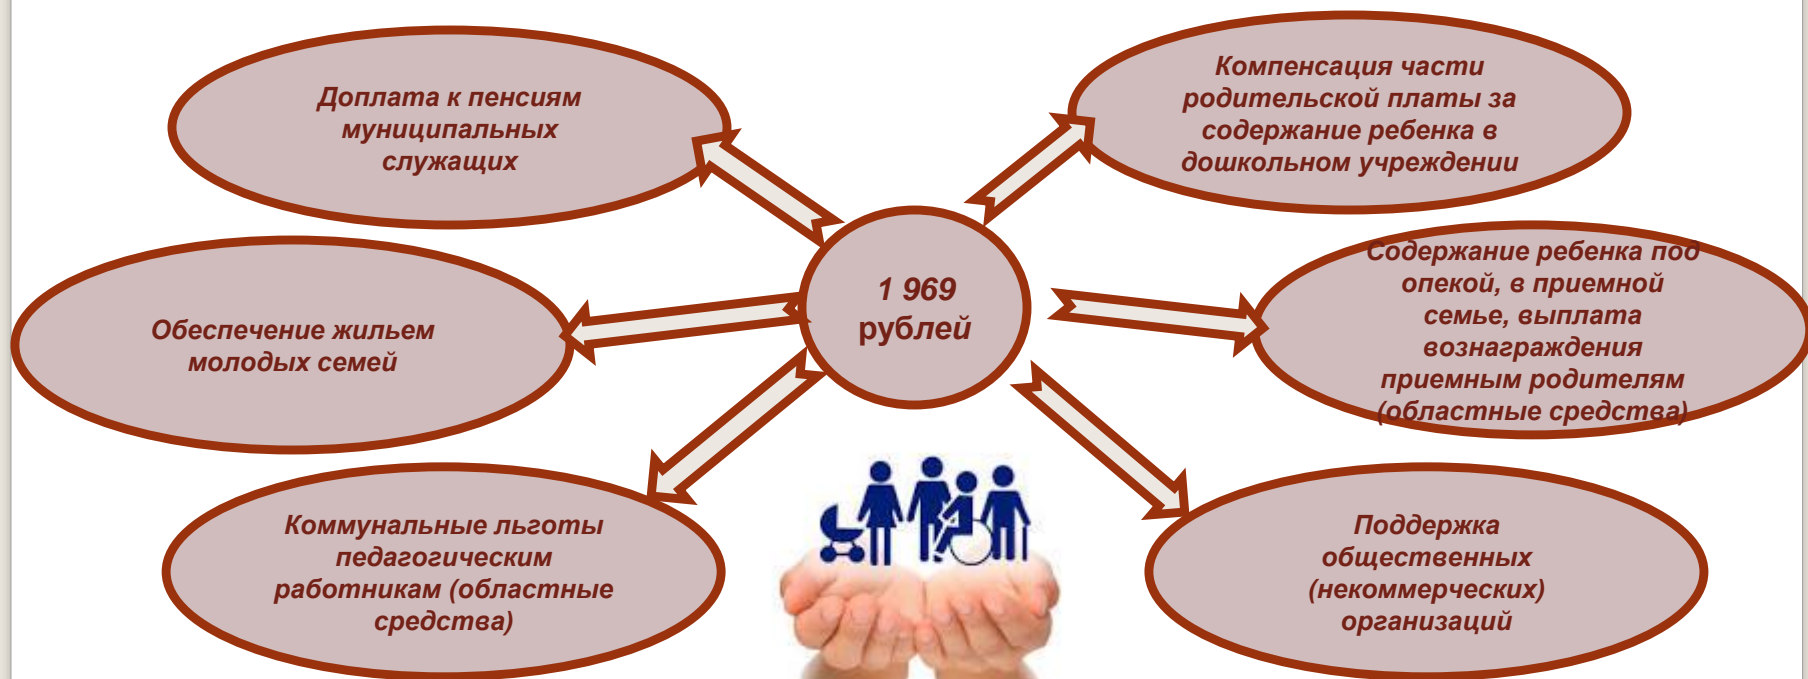 Доплата к пенсиям
муниципальных
служащих
Компенсация части
родительской платы за
содержание ребенка в
дошкольном учреждении
Обеспечение жильем
молодых семей
1 969
рублей
Содержание ребенка под
опекой, в приемной
семье, выплата
вознаграждения
приемным родителям
(областные средства)
Коммунальные льготы
педагогическим
работникам (областные
средства)
Поддержка
общественных
(некоммерческих)
организаций